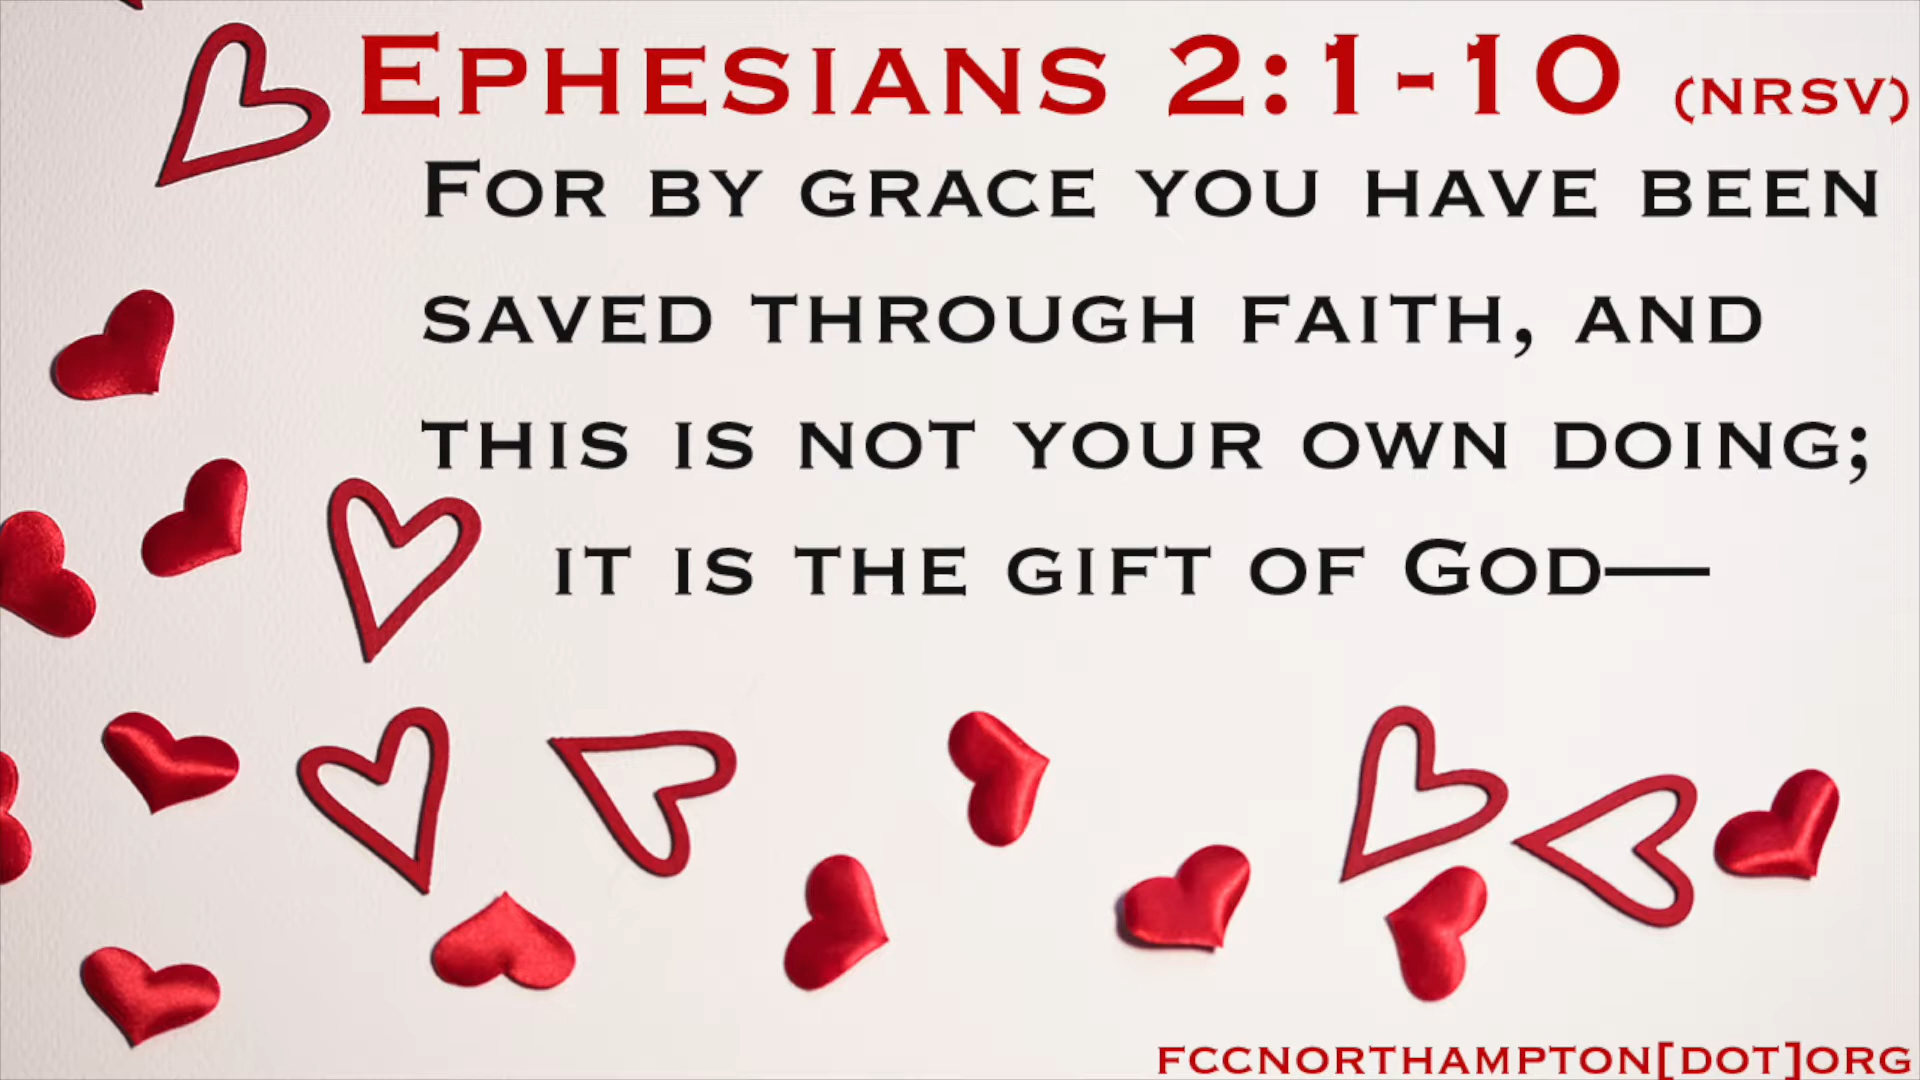 Ephesians 2:1-10 (NRSV)
For by grace you have been
saved through faith, and
this is not your own doing;
it is the gift of God—
FCCNORTHAMPTON[DOT]ORG